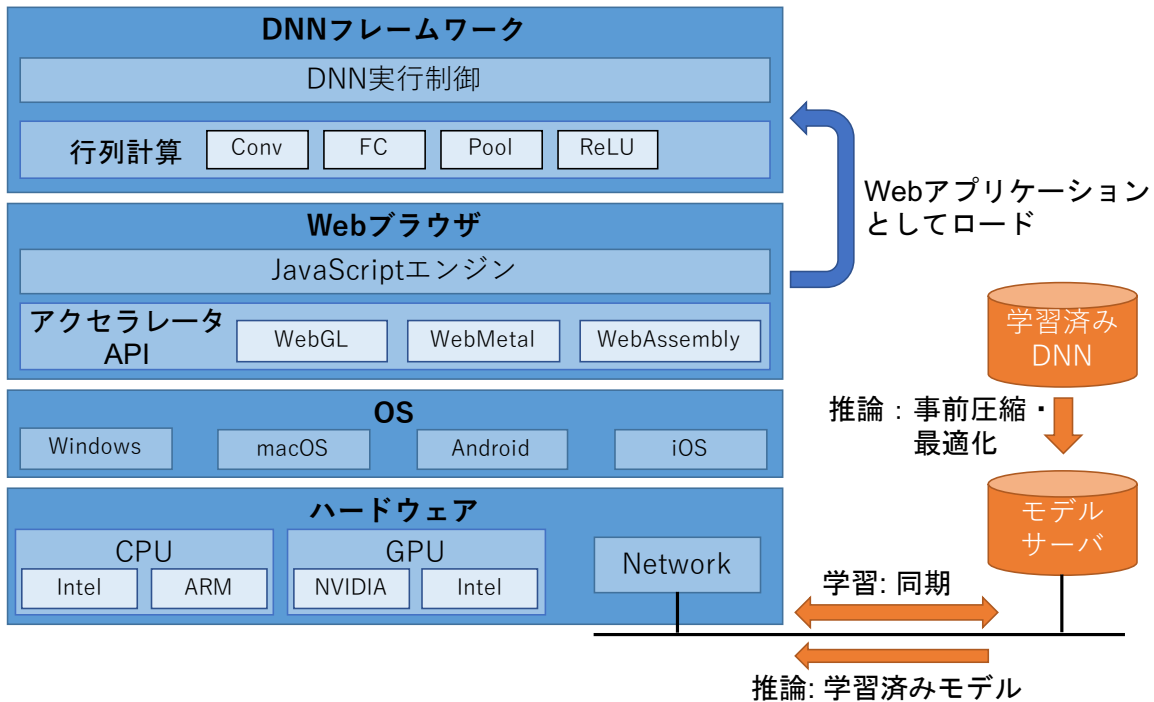 DNNフレームワーク
DNN実行制御
行列計算
Conv
FC
Pool
ReLU
Webブラウザ
JavaScriptエンジン
アクセラレータ
API
WebGL
WebMetal
WebAssembly
OS
Windows
macOS
Android
iOS
ハードウェア
CPU
Intel
ARM
GPU
NVIDIA
Intel
Network
Webアプリケーション
としてロード
学習済み
DNN
推論：事前圧縮・
最適化
モデル
サーバ
学習: 同期
推論: 学習済みモデル